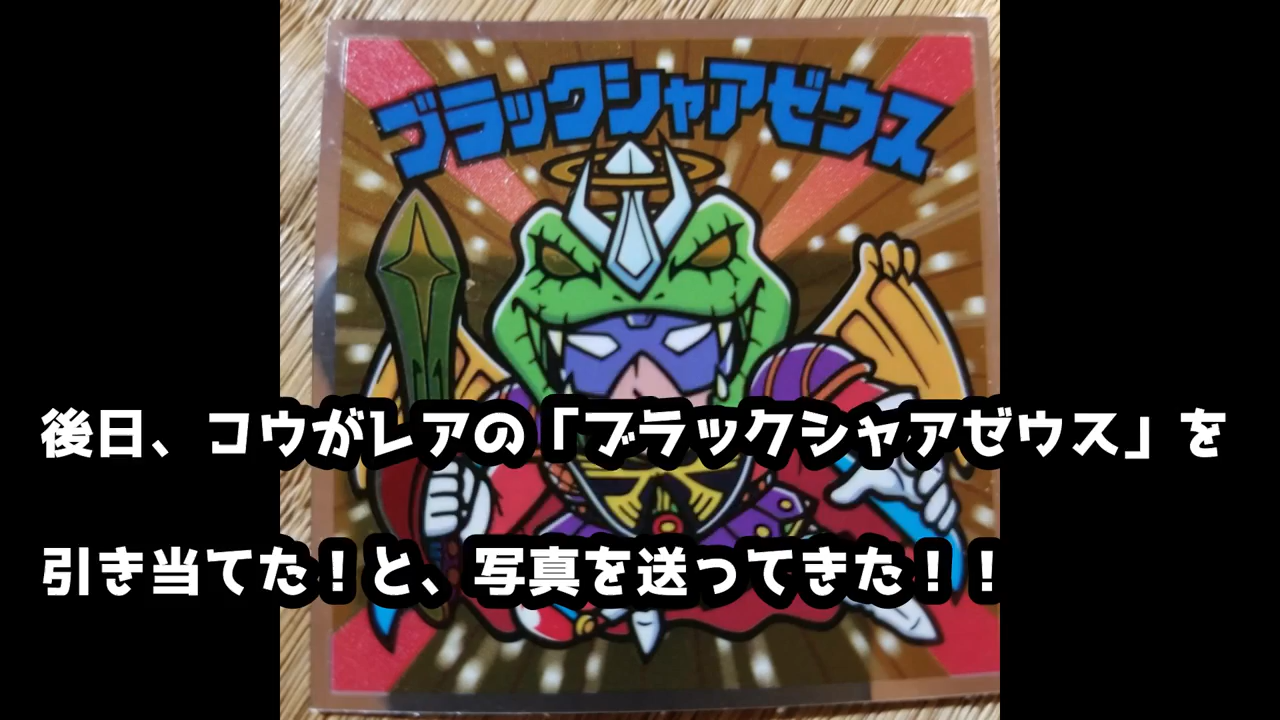 ブラックシャアゼウス
後日、コウがレアの「ブラックシャアゼウス」を
引き当てた！と、写真を送ってきた！！